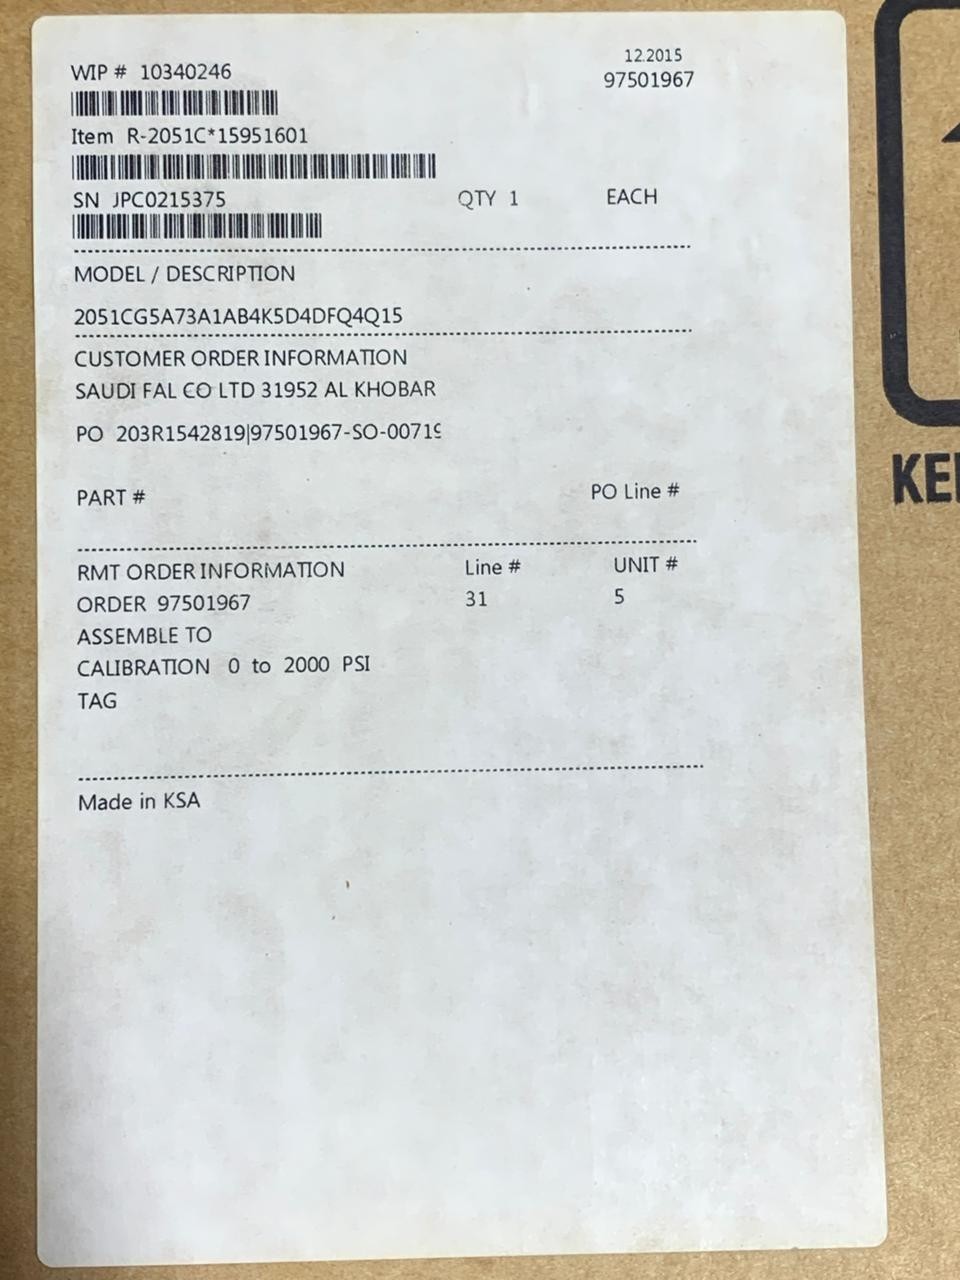 WIP # 10340246
12.2015
97501967
Item R-2051C*15951601
SN JPC0215375 QTY 1 EACH
MODEL / DESCRIPTION
2051CG5A73A1AB4K5D4DFQ4Q15
CUSTOMER ORDER INFORMATION
SAUDI FAL CO LTD 31952 AL KHOBAR
PO 203R1542819|97501967-SO-00719
PART # PO Line #
RMT ORDER INFORMATION Line # UNIT #
ORDER 97501967 31 5
ASSEMBLE TO
CALIBRATION 0 to 2000 PSI
TAG
Made in KSA